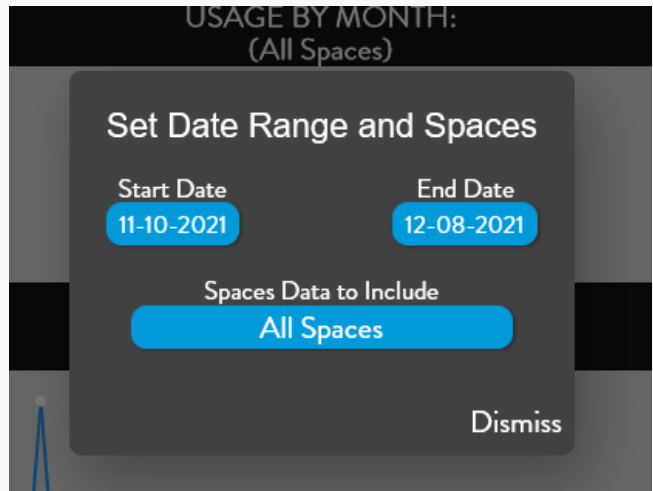 USAGE BY MONTH:
(All Spaces)
Set Date Range and Spaces
Start Date
End Date
11-10-2021
12-08-2021
Spaces Data to Include
All Spaces
Dismiss